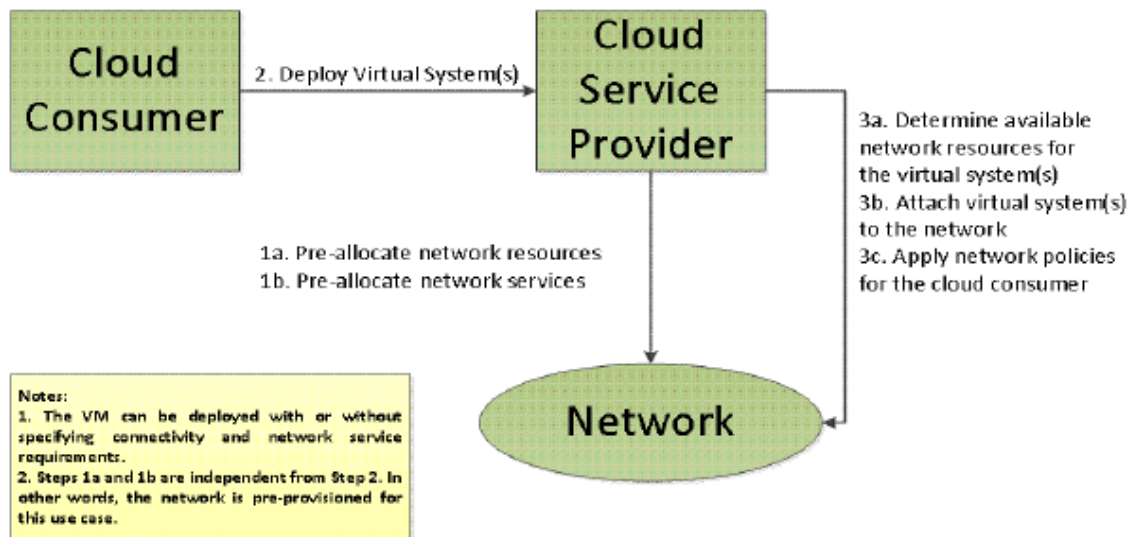 Cloud
Consumer
2. Deploy Virtual System(s)
Cloud
Service
Provider
3a. Determine available
network resources for
the virtual system(s)
3b. Attach virtual system(s)
to the network
3c. Apply network policies
for the cloud consumer
1a. Pre-allocate network resources
1b. Pre-allocate network services
Network
Notes:
1. The VM can be deployed with or without
specifying connectivity and network service
requirements.
2. Steps 1a and 1b are independent from Step 2. In
other words, the network is pre-provisioned for
this use case.